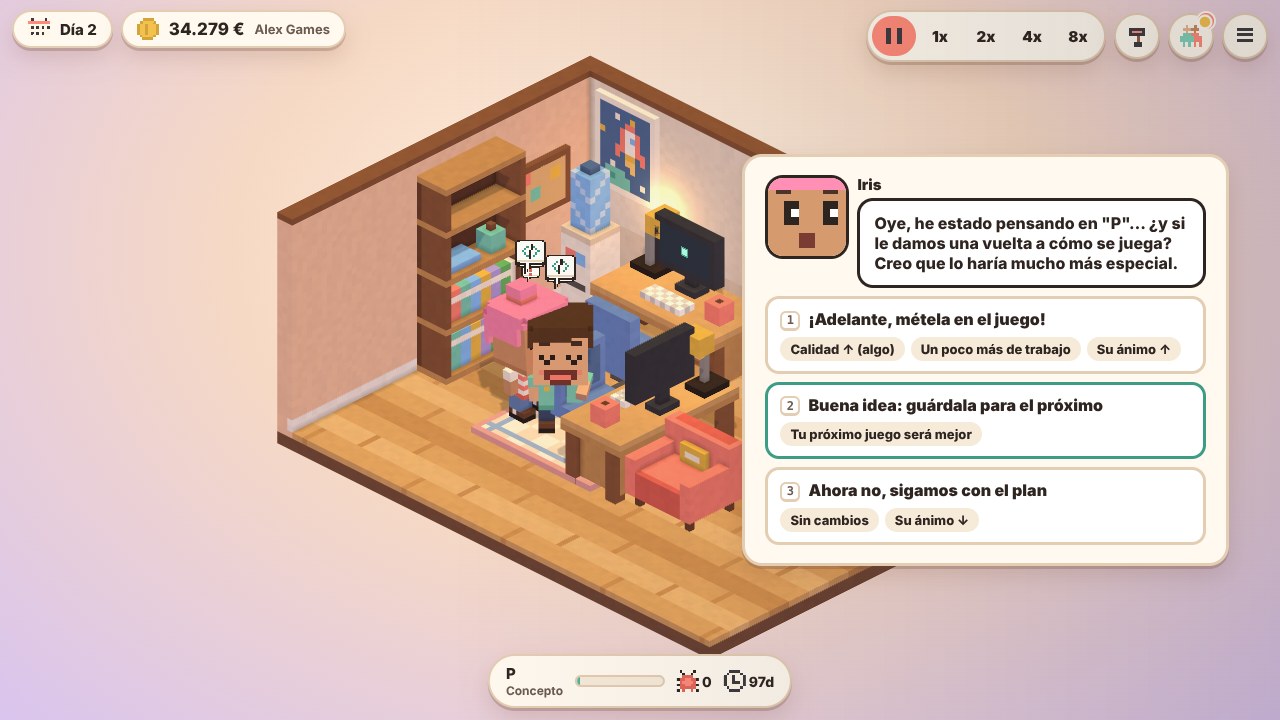 Día 2
34.279 €
Alex Games
1x
2x
4x
8x
Iris
Oye, he estado pensando en "P"... ¿y si
le damos una vuelta a cómo se juega?
Creo que lo haría mucho más especial.
1
¡Adelante, métela en el juego!
Calidad ↑ (algo)
Un poco más de trabajo
Su ánimo ↑
2
Buena idea: guárdala para el próximo
Tu próximo juego será mejor
3
Ahora no, sigamos con el plan
Sin cambios
Su ánimo ↓
P
Concepto
0
97d